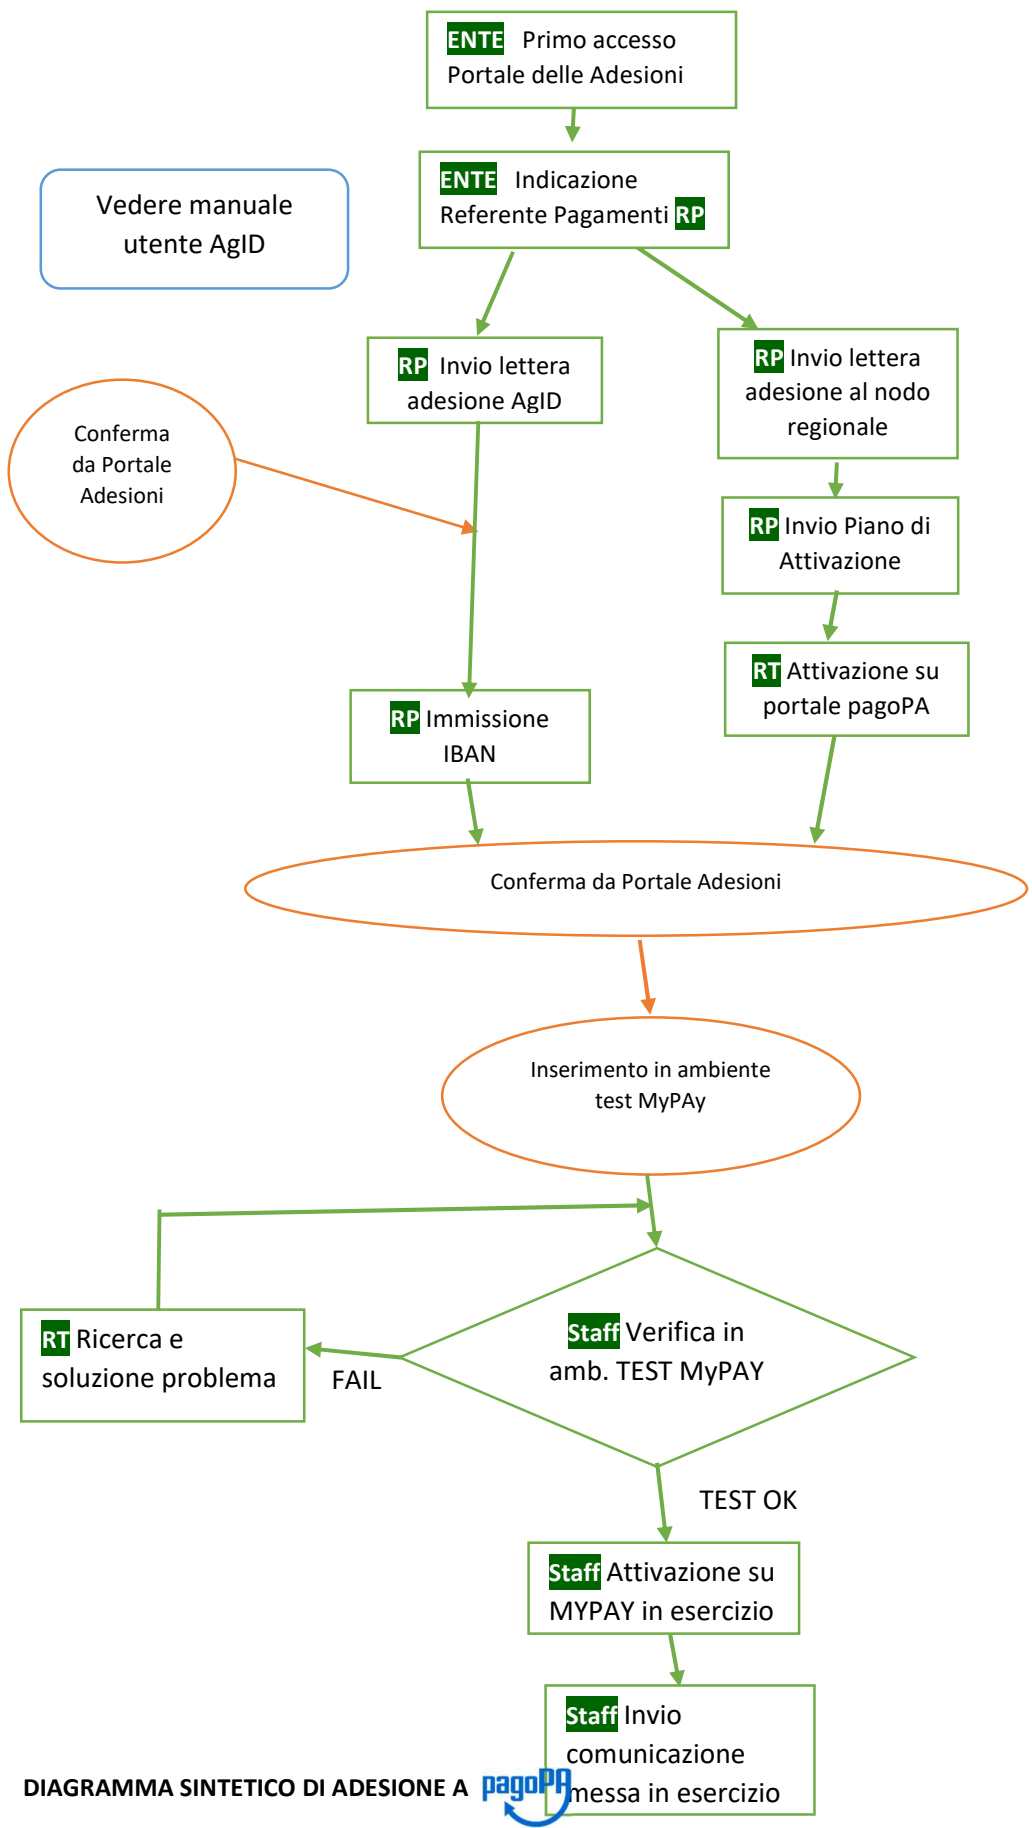 ENTE Primo accesso
Portale delle Adesioni
ENTE Indicazione
Referente Pagamenti RP
Vedere manuale
utente AgID
RP Invio lettera
adesione AgID
RP Invio lettera
adesione al nodo
regionale
Conferma
da Portale
Adesioni
RP Invio Piano di
Attivazione
RT Attivazione su
portale pagoPA
RP Immissione
IBAN
Conferma da Portale Adesioni
Inserimento in ambiente
test MyPAy
Staff Verifica in
amb. TEST MyPAY
RT Ricerca e
soluzione problema
FAIL
TEST OK
Staff Attivazione su
MYPAY in esercizio
Staff Invio
comunicazione
messa in esercizio
DIAGRAMMA SINTETICO DI ADESIONE A pagoPA